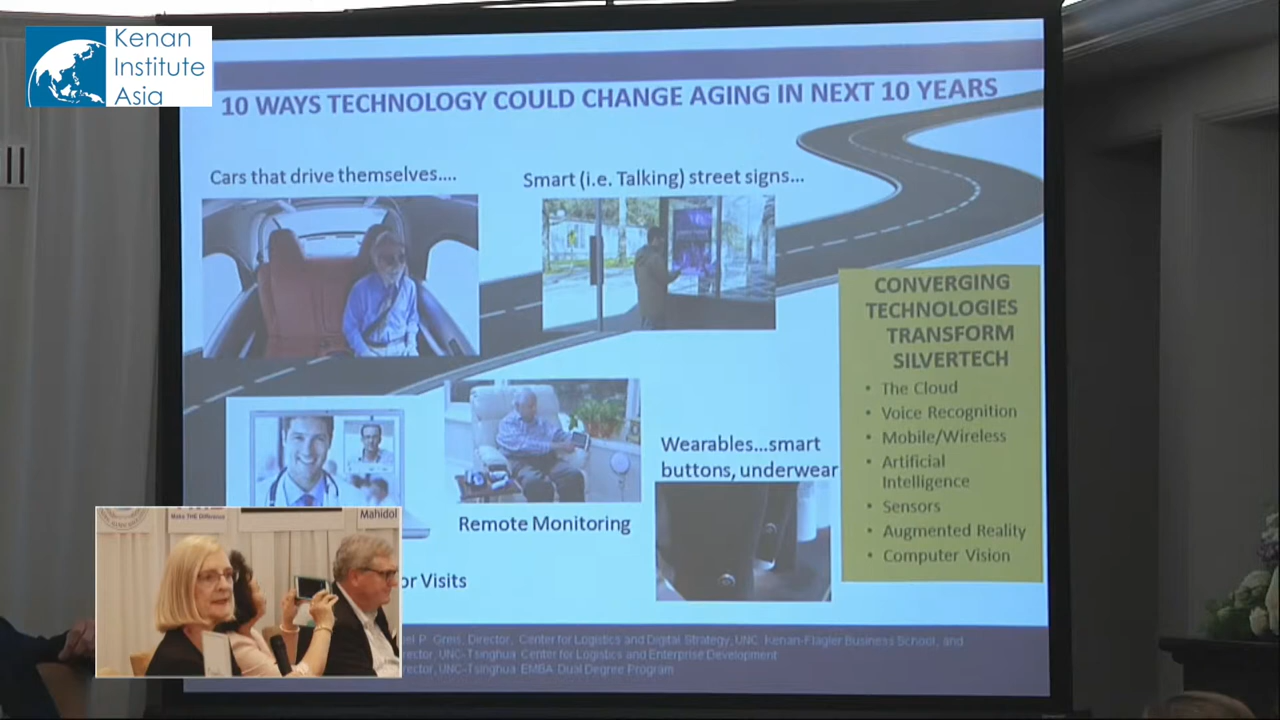 Kenan
Institute
Asia
10 WAYS TECHNOLOGY COULD CHANGE AGING IN NEXT 10 YEARS
Cars that drive themselves....
Smart (i.e. Talking) street signs...
CONVERGING
TECHNOLOGIES
TRANSFORM
SILVERTECH
• The Cloud
• Voice Recognition
• Mobile/Wireless
• Artificial
Intelligence
• Sensors
• Augmented Reality
• Computer Vision
Wearables...smart
buttons, underwear
Remote Monitoring
or Visits
Make THE Difference
Mahidol
P. Director, Center for Logistics and Digital Strategy, UNC Kenan-Flagler Business School, and
rector, UNC-Tsinghua Center for Logistics and Enterprise Development
rector, UNC-Tsinghua EMBA Dual Degree Program